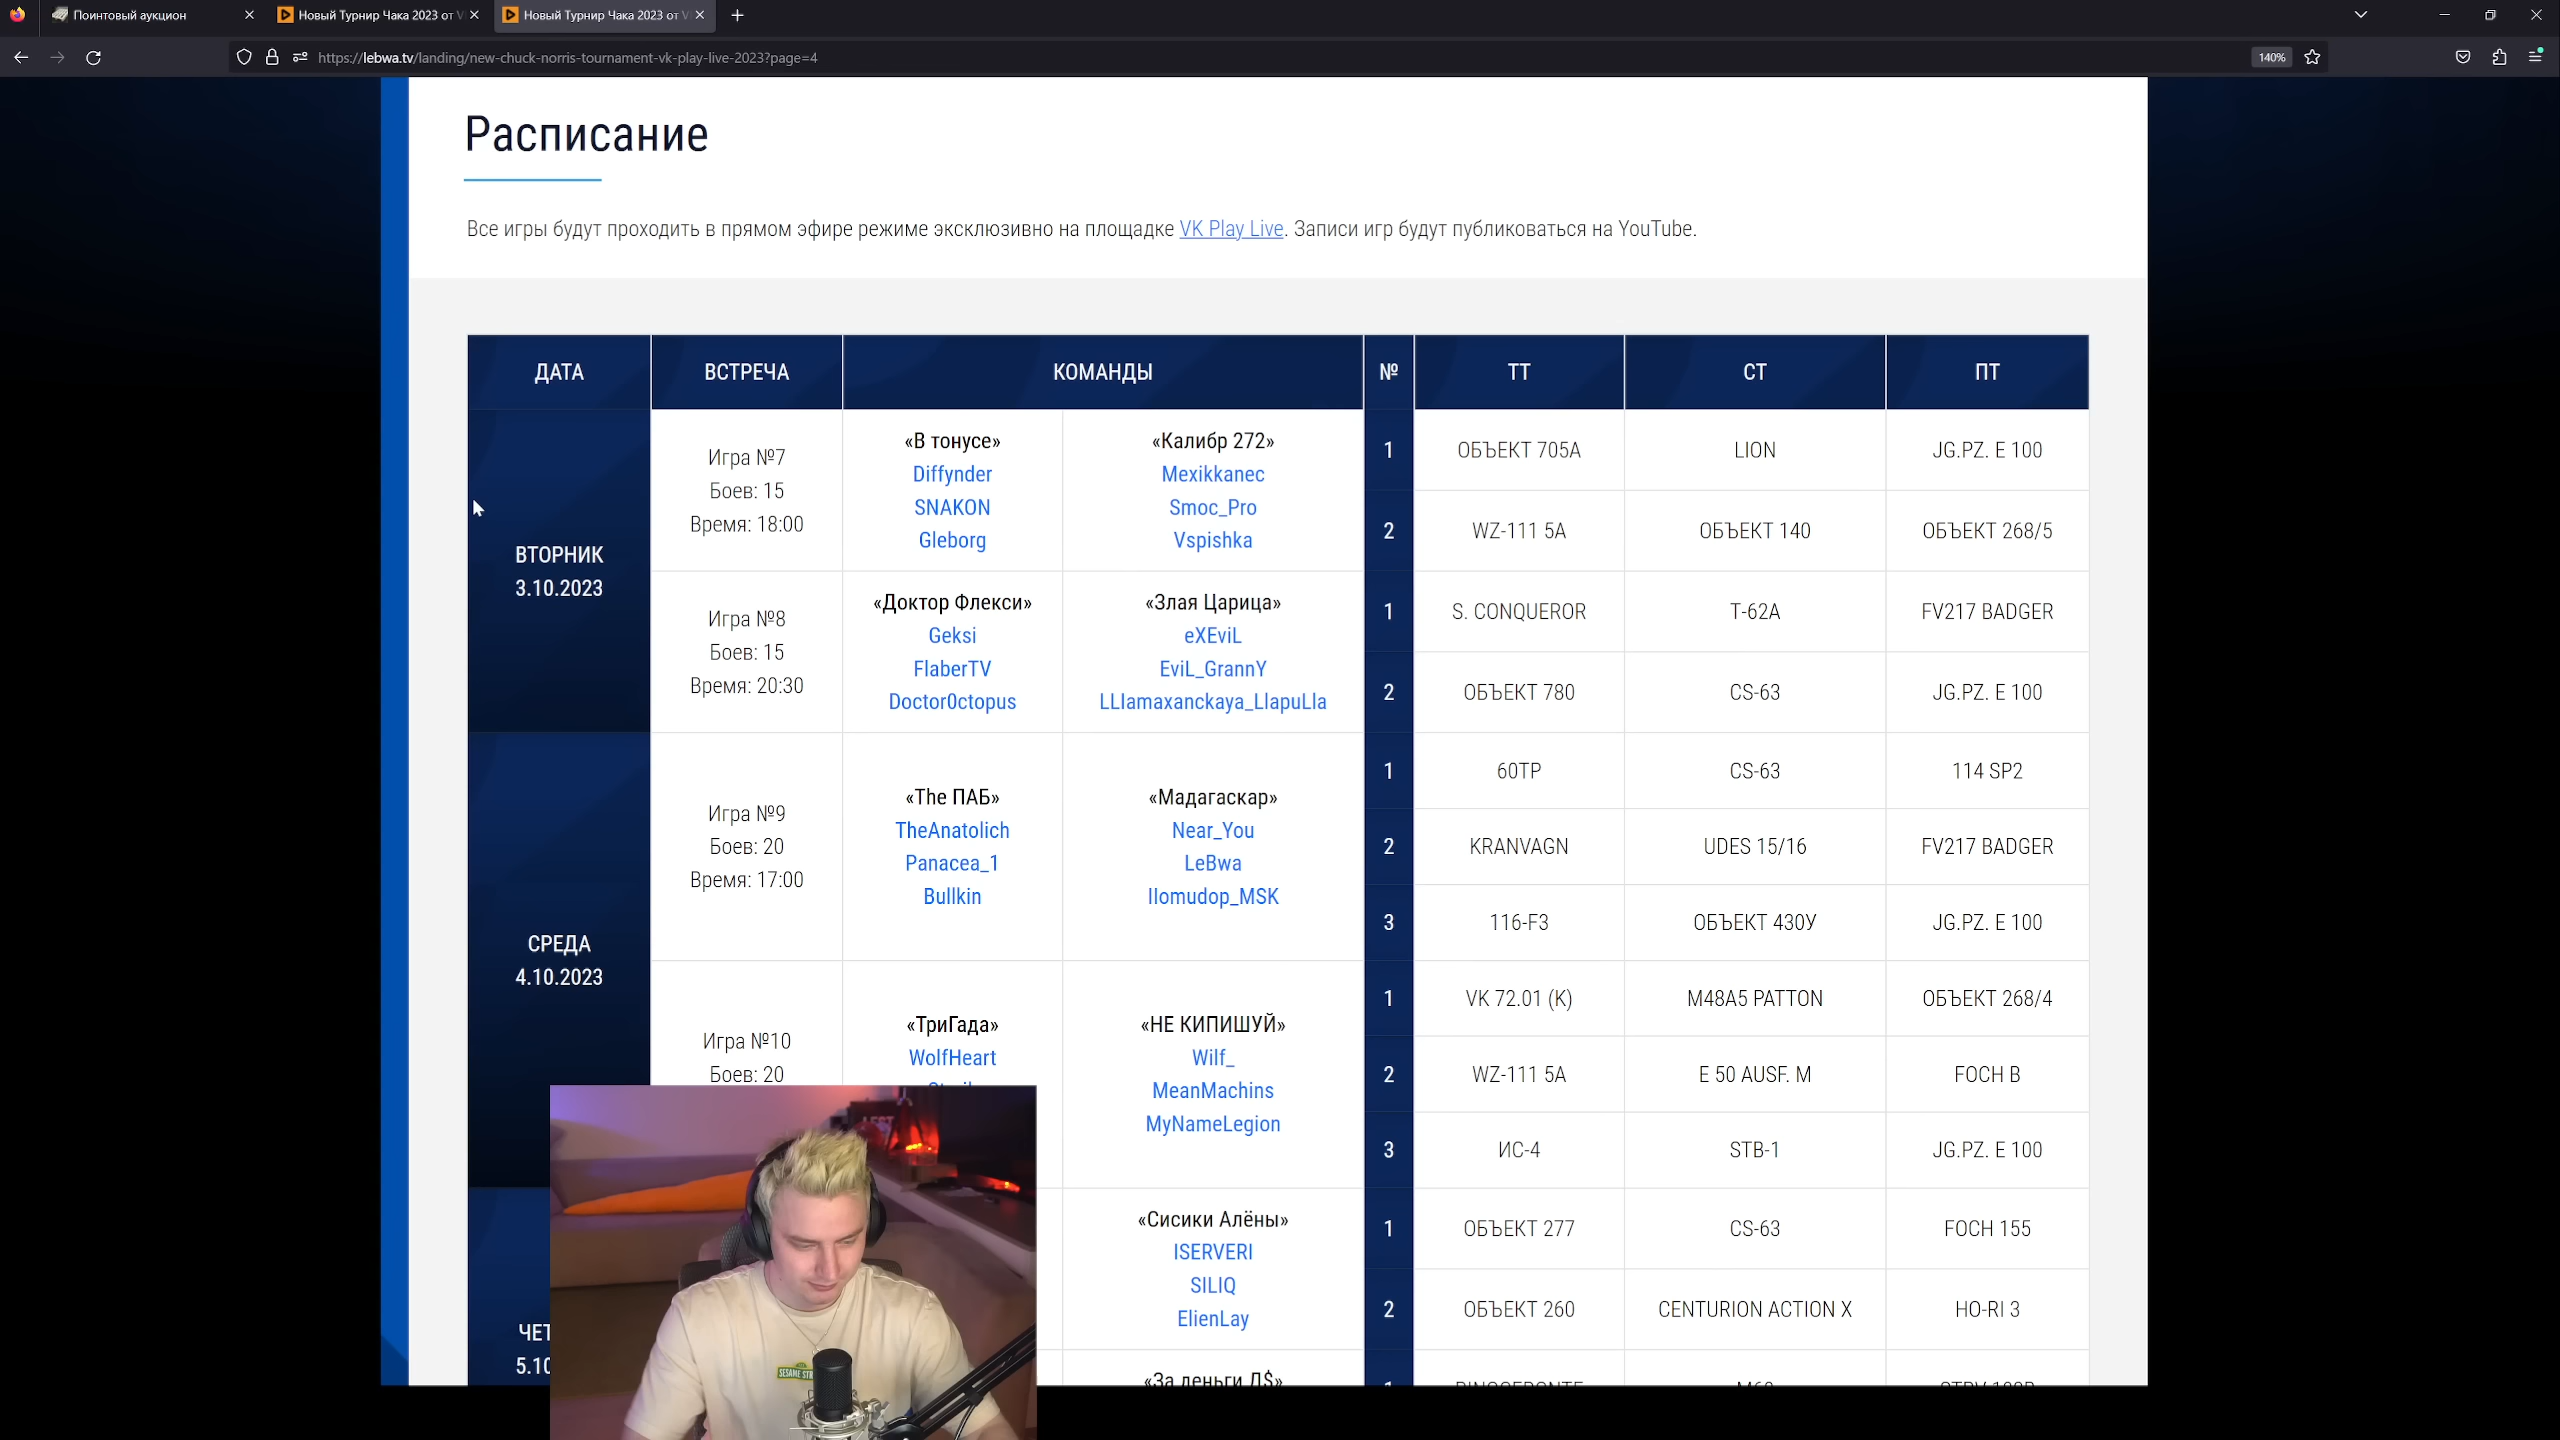 Поинтовый аукцион
Новый Турнир Чака 2023 от
Новый Турнир Чака 2023 от
https://lebwa.tv/landing/new-chuck-norris-tournament-vk-play-live-2023?page=4
140%
Расписание
Все игры будут проходить в прямом эфире режиме эксклюзивно на площадке VK Play Live. Записи игр будут публиковаться на YouTube.
ДАТА ВСТРЕЧА КОМАНДЫ № ТТ СТ ПТ
ВТОРНИК
3.10.2023
Игра №7
Боев: 15
Время: 18:00
«В тонусе»
Diffynder
SNAKON
Gleborg
«Калибр 272»
Mexikkanec
Smoc_Pro
Vspishka
1 ОБЪЕКТ 705А LION JG.PZ. E 100
2 WZ-111 5A ОБЪЕКТ 140 ОБЪЕКТ 268/5
Игра №8
Боев: 15
Время: 20:30
«Доктор Флекси»
Geksi
FlaberTV
Doctor0ctopus
«Злая Царица»
eXEviL
EviL_GrannY
LLIamaxanckaya_LlapuLla
1 S. CONQUEROR T-62A FV217 BADGER
2 ОБЪЕКТ 780 CS-63 JG.PZ. E 100
СРЕДА
4.10.2023
Игра №9
Боев: 20
Время: 17:00
«The ПАБ»
TheAnatolich
Panacea_1
Bullkin
«Мадагаскар»
Near_You
LeBwa
IIomudop_MSK
1 60TP CS-63 114 SP2
2 KRANVAGN UDES 15/16 FV217 BADGER
3 116-F3 ОБЪЕКТ 430У JG.PZ. E 100
Игра №10
Боев: 20
«ТриГада»
WolfHeart
«НЕ КИПИШУЙ»
Wilf_
MeanMachins
MyNameLegion
1 VK 72.01 (K) M48A5 PATTON ОБЪЕКТ 268/4
2 WZ-111 5A E 50 AUSF. M FOCH B
3 ИС-4 STB-1 JG.PZ. E 100
ЧЕТ
5.10
«Сисики Алёны»
ISERVERI
SILIQ
ElienLay
1 ОБЪЕКТ 277 CS-63 FOCH 155
2 ОБЪЕКТ 260 CENTURION ACTION X HO-RI 3
«За деньги Д$»
SESAME STR